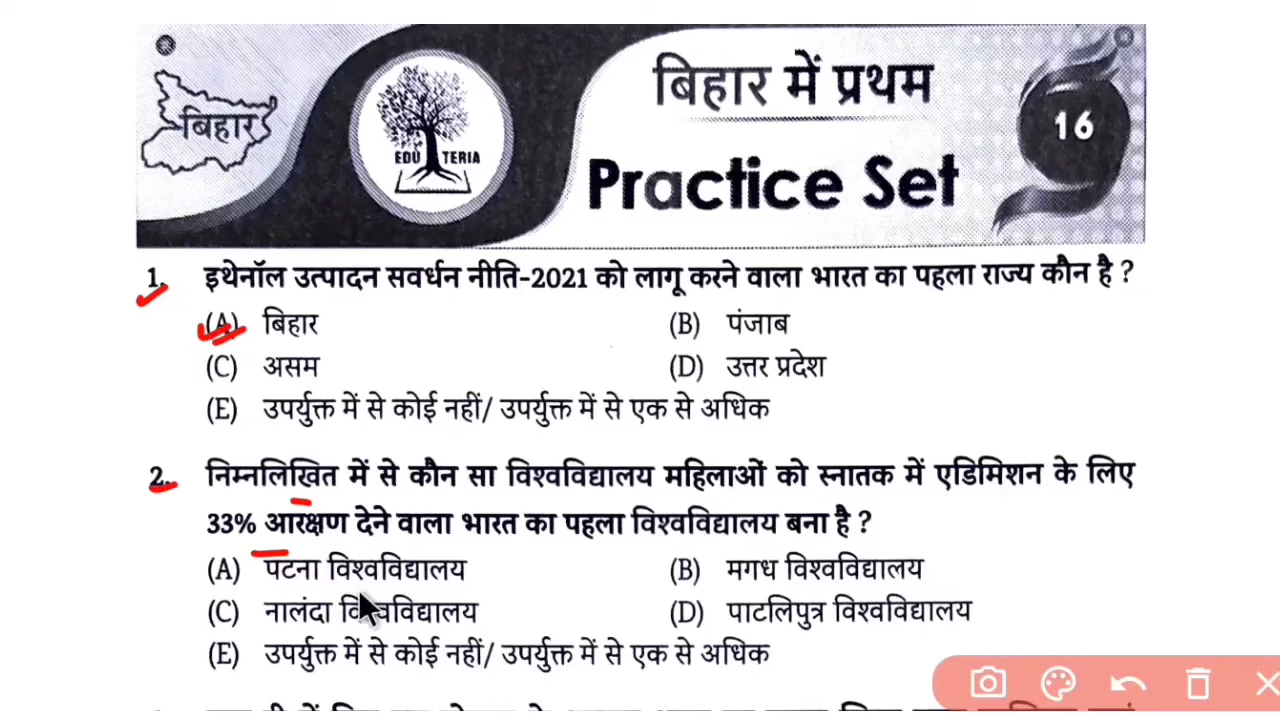 बिहार
EDU TERIA
बिहार में प्रथम
Practice Set
16
1. इथेनॉल उत्पादन सवर्धन नीति-2021 को लागू करने वाला भारत का पहला राज्य कौन है ?
(A) बिहार (B) पंजाब
(C) असम (D) उत्तर प्रदेश
(E) उपर्युक्त में से कोई नहीं/ उपर्युक्त में से एक से अधिक
2. निम्नलिखित में से कौन सा विश्वविद्यालय महिलाओं को स्नातक में एडिमिशन के लिए
33% आरक्षण देने वाला भारत का पहला विश्वविद्यालय बना है ?
(A) पटना विश्वविद्यालय (B) मगध विश्वविद्यालय
(C) नालंदा विश्वविद्यालय (D) पाटलिपुत्र विश्वविद्यालय
(E) उपर्युक्त में से कोई नहीं/ उपर्युक्त में से एक से अधिक